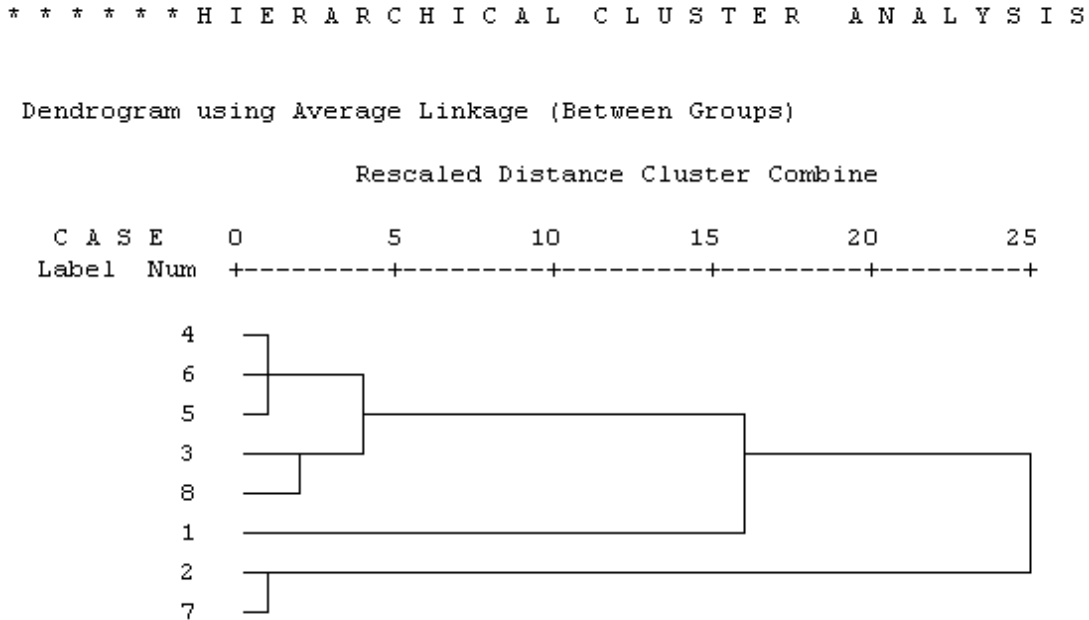 * * * * * * H I E R A R C H I C A L  C L U S T E R  A N A L Y S I S
Dendrogram using Average Linkage (Between Groups)
Rescaled Distance Cluster Combine
C A S E 0 5 10 15 20 25
Label Num +---------+---------+---------+---------+---------+
4
6
5
3
8
1
2
7